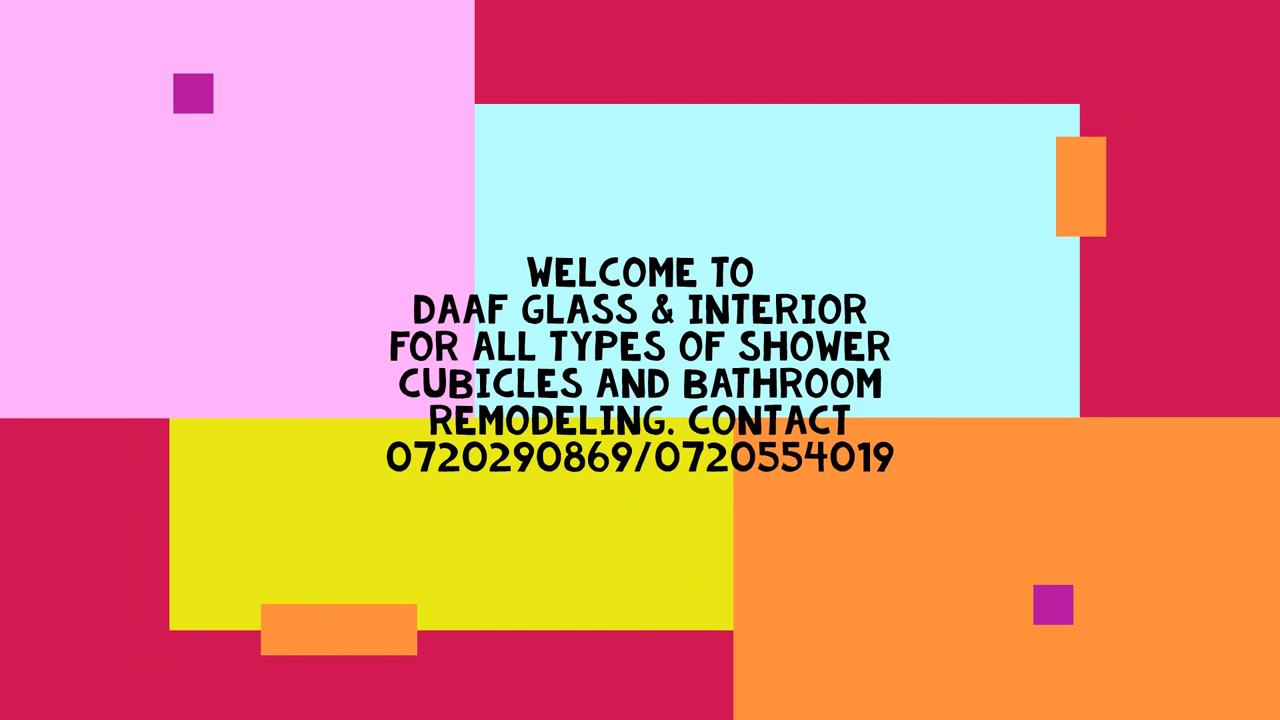 WELCOME TO
DAAF GLASS & INTERIOR
FOR ALL TYPES OF SHOWER
CUBICLES AND BATHROOM
REMODELING. CONTACT
0720290869/0720554019